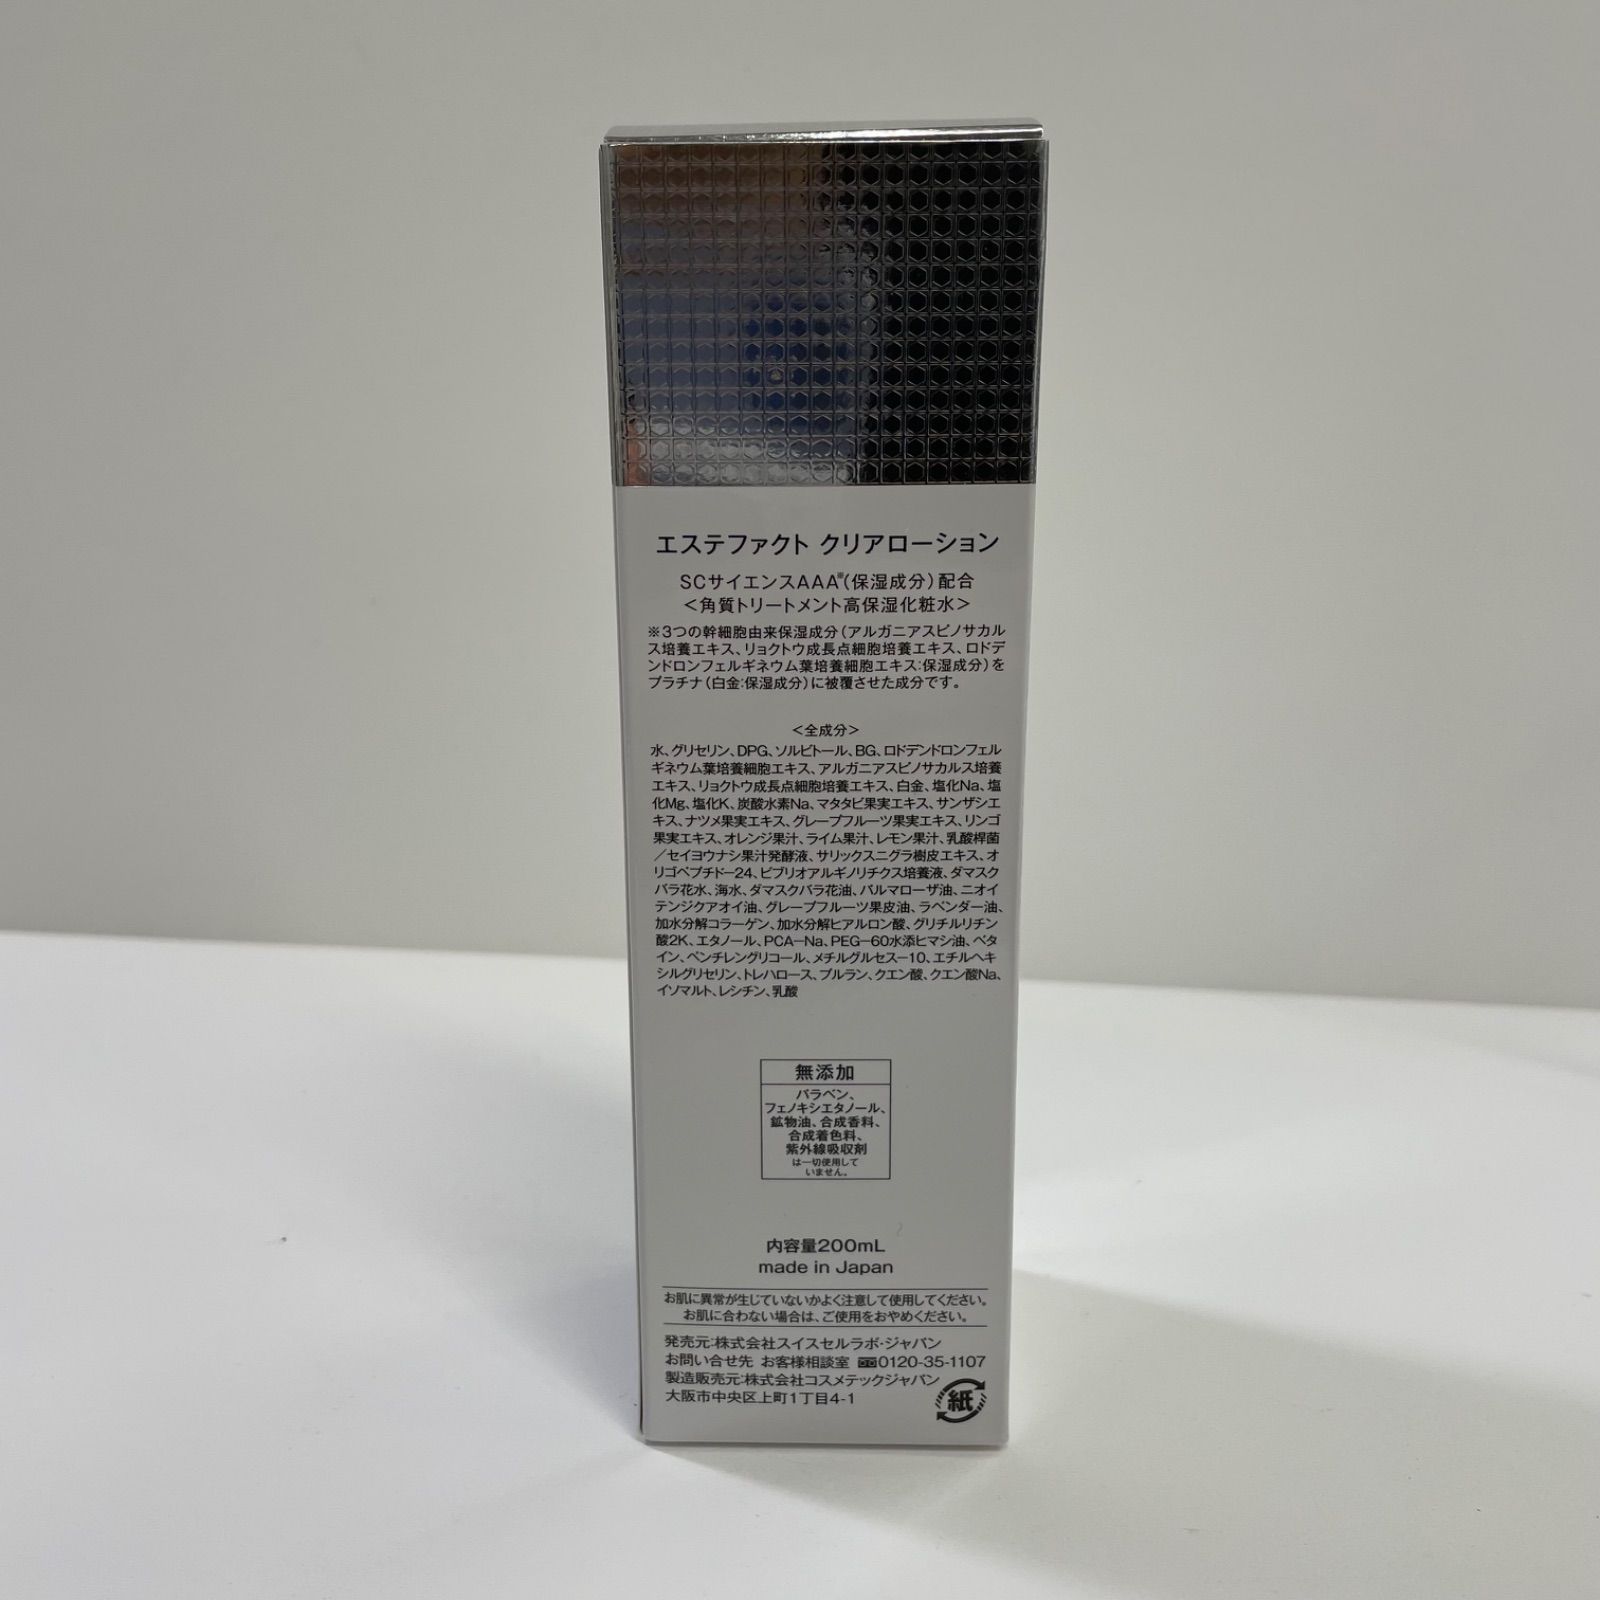 エステファクト クリアローション
SCサイエンスAAA※(保湿成分)配合
＜角質トリートメント高保湿化粧水＞
※3つの幹細胞由来保湿成分(アルガニアスピノサカル
ス培養エキス、リョクトウ成長点細胞培養エキス、ロドデ
ンドロンフェルギネウム葉培養細胞エキス:保湿成分)を
プラチナ(白金:保湿成分)に被覆させた成分です。
＜全成分＞
水、グリセリン、DPG、ソルビトール、BG、ロドデンドロンフェル
ギネウム葉培養細胞エキス、アルガニアスピノサカルス培養
エキス、リョクトウ成長点細胞培養エキス、白金、塩化Na、塩
化Mg、塩化K、炭酸水素Na、マタタビ果実エキス、サンザシエ
キス、ナツメ果実エキス、グレープフルーツ果実エキス、リンゴ
果実エキス、オレンジ果汁、ライム果汁、レモン果汁、乳酸桿菌
／セイヨウナシ果汁発酵液、サリックスニグラ樹皮エキス、オ
リゴペプチド-24、ビブリオアルギノリチクス培養液、ダマスク
バラ花水、海水、ダマスクバラ花油、パルマローザ油、ニオイ
テンジクアオイ油、グレープフルーツ果皮油、ラベンダー油、
加水分解コラーゲン、加水分解ヒアルロン酸、グリチルリチン
酸2K、エタノール、PCA-Na、PEG-60水添ヒマシ油、ベタ
イン、ペンチレングリコール、メチルグルセス-10、エチルヘキ
シルグリセリン、トレハロース、プルラン、クエン酸、クエン酸Na、
イソマルト、レシチン、乳酸
無添加
パラベン、
フェノキシエタノール、
鉱物油、合成香料、
合成着色料、
紫外線吸収剤
は一切使用して
いません。
内容量200mL
made in Japan
お肌に異常が生じていないかよく注意して使用してください。
お肌に合わない場合は、ご使用をおやめください。
発売元:株式会社スイスセルラボ・ジャパン
お問い合せ先 お客様相談室 0120-35-1107
製造販売元:株式会社コスメテックジャパン
大阪市中央区上町1丁目4-1
紙